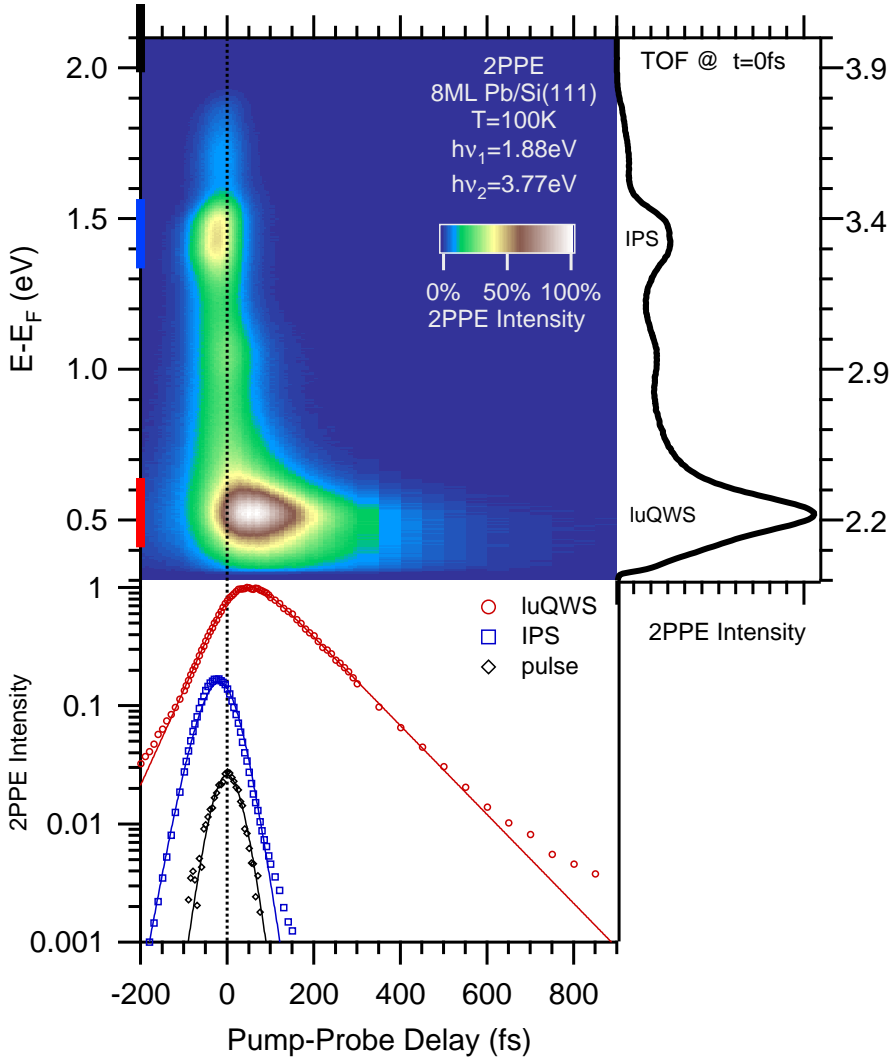 2PPE
8ML Pb/Si(111)
T=100K
hν1=1.88eV
hν2=3.77eV
0% 50% 100%
2PPE Intensity
TOF @ t=0fs
IPS
luQWS
2.0
1.5
1.0
0.5
E-EF (eV)
3.9
3.4
2.9
2.2
2PPE Intensity
luQWS
IPS
pulse
1
0.1
0.01
0.001
2PPE Intensity
-200 0 200 400 600 800
Pump-Probe Delay (fs)